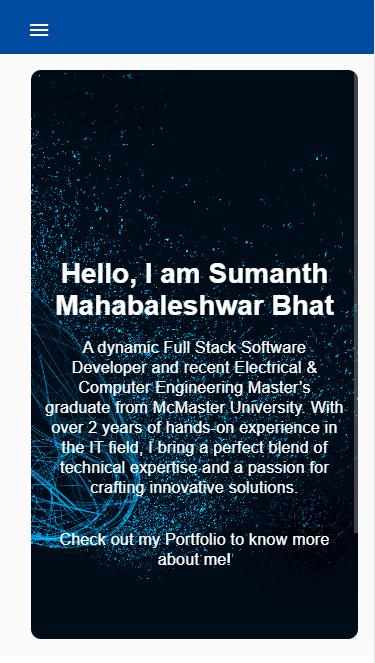 Hello, I am Sumanth
Mahabaleshwar Bhat
A dynamic Full Stack Software
Developer and recent Electrical &
Computer Engineering Master's
graduate from McMaster University. With
over 2 years of hands-on experience in
the IT field, I bring a perfect blend of
technical expertise and a passion for
crafting innovative solutions.
Check out my Portfolio to know more
about me!